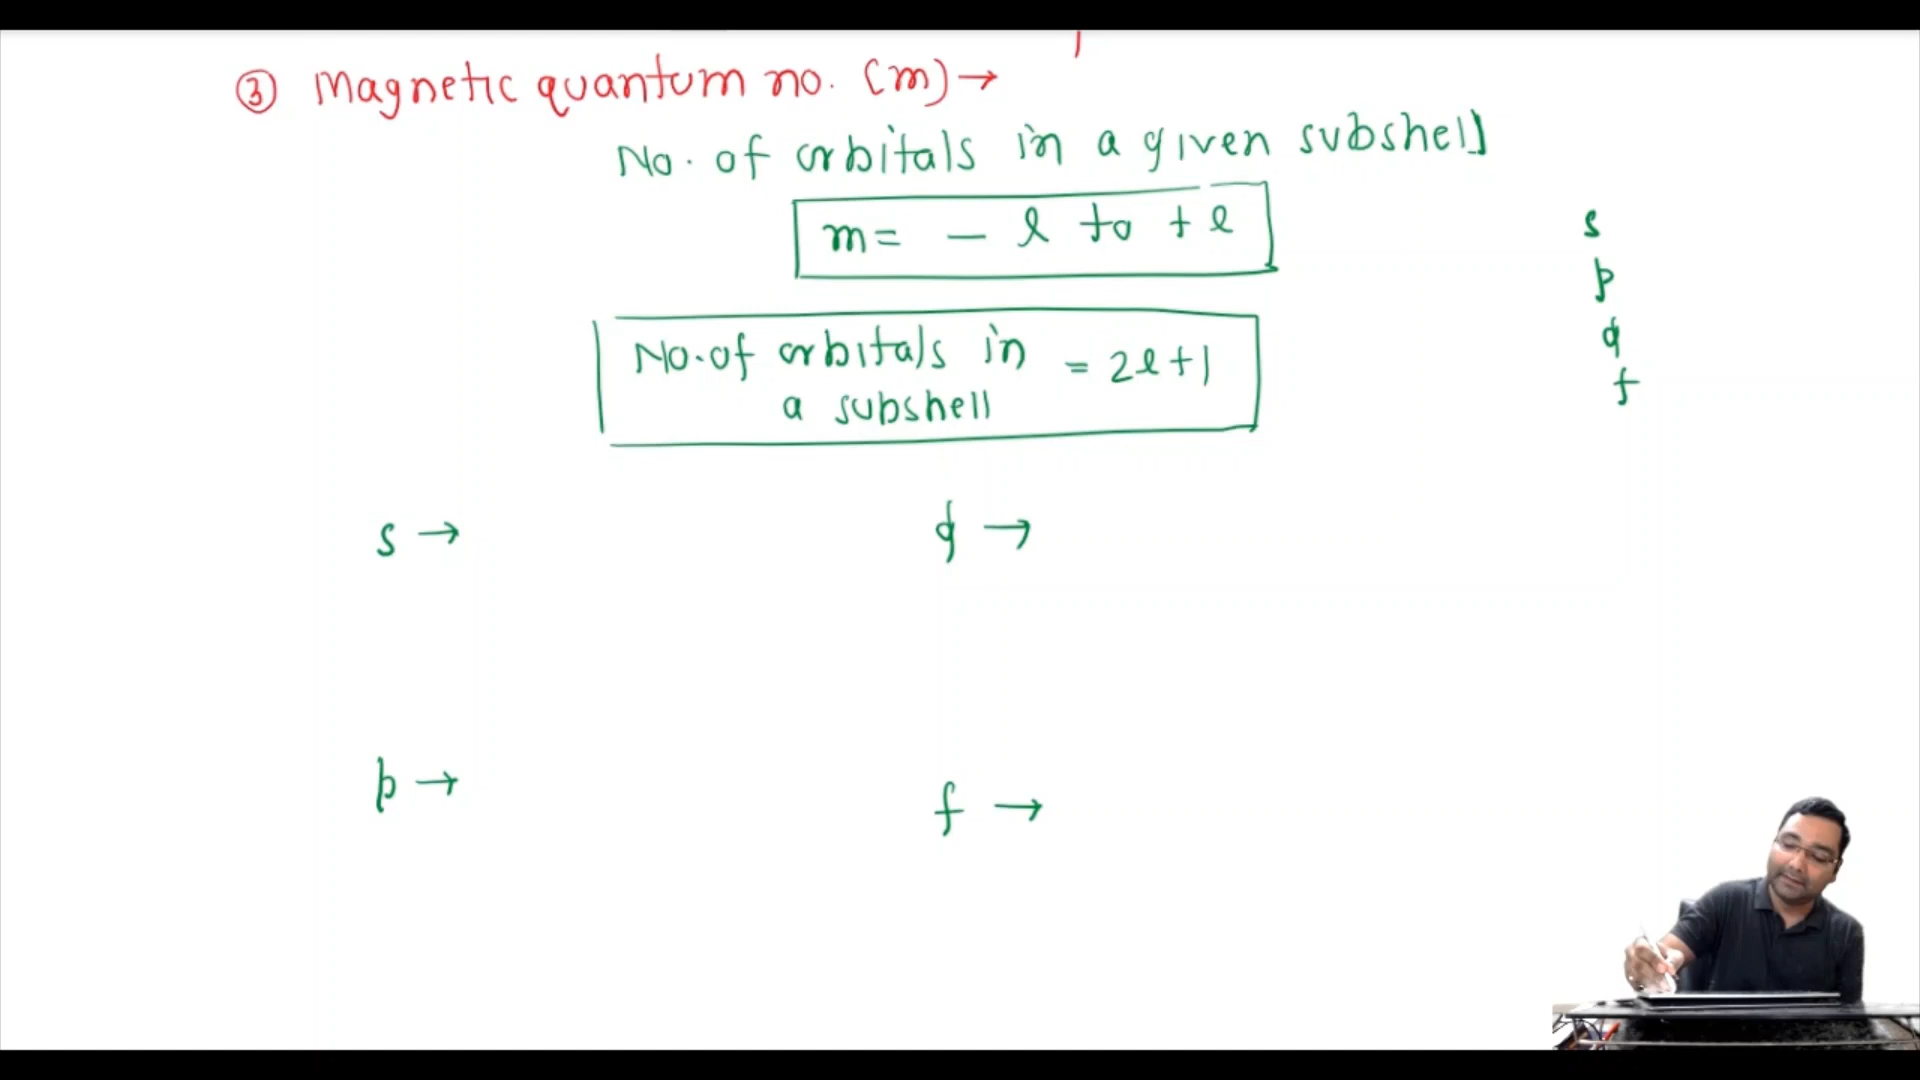 ③ Magnetic quantum no. (m) →
No. of orbitals in a given subshell
m = - l to + l
No. of orbitals in = 2l+1
a subshell
s
p
d
f
s →
d →
p →
f →